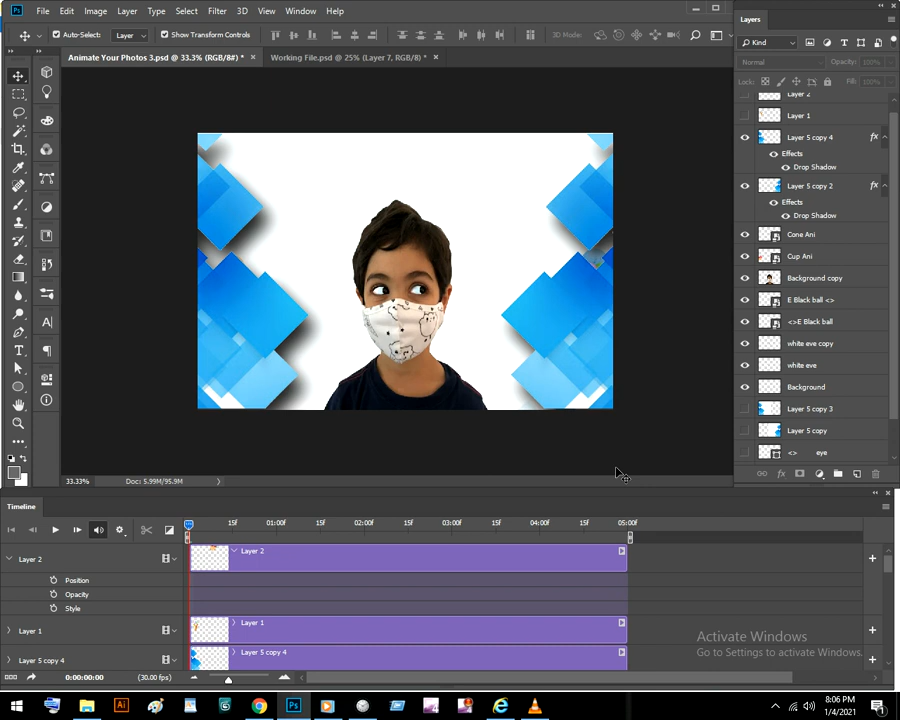 Ps File Edit Image Layer Type Select Filter 3D View Window Help
Auto-Select: Layer Show Transform Controls 3D Mode:
Animate Your Photos 3.psd @ 33.3% (RGB/8#) * × Working File.psd @ 25% (Layer 7, RGB/8) * ×
Layers
Kind
Normal Opacity: 100%
Lock: Fill: 100%
Layer 2
Layer 1
Layer 5 copy 4 fx
Effects
Drop Shadow
Layer 5 copy 2 fx
Effects
Drop Shadow
Cone Ani
Cup Ani
Background copy
E Black ball <>
<>E Black ball
white eve copy
white eve
Background
Layer 5 copy 3
Layer 5 copy
<> eye
33.33% Doc: 5.99M/95.9M
Timeline
15f 01:00f 15f 02:00f 15f 03:00f 15f 04:00f 15f 05:00f
Layer 2 Layer 2
Position
Opacity
Style
Layer 1 Layer 1
Layer 5 copy 4 Layer 5 copy 4
0:00:00:00 (30.00 fps)
Activate Windows
Go to Settings to activate Windows.
8:06 PM
1/4/2021